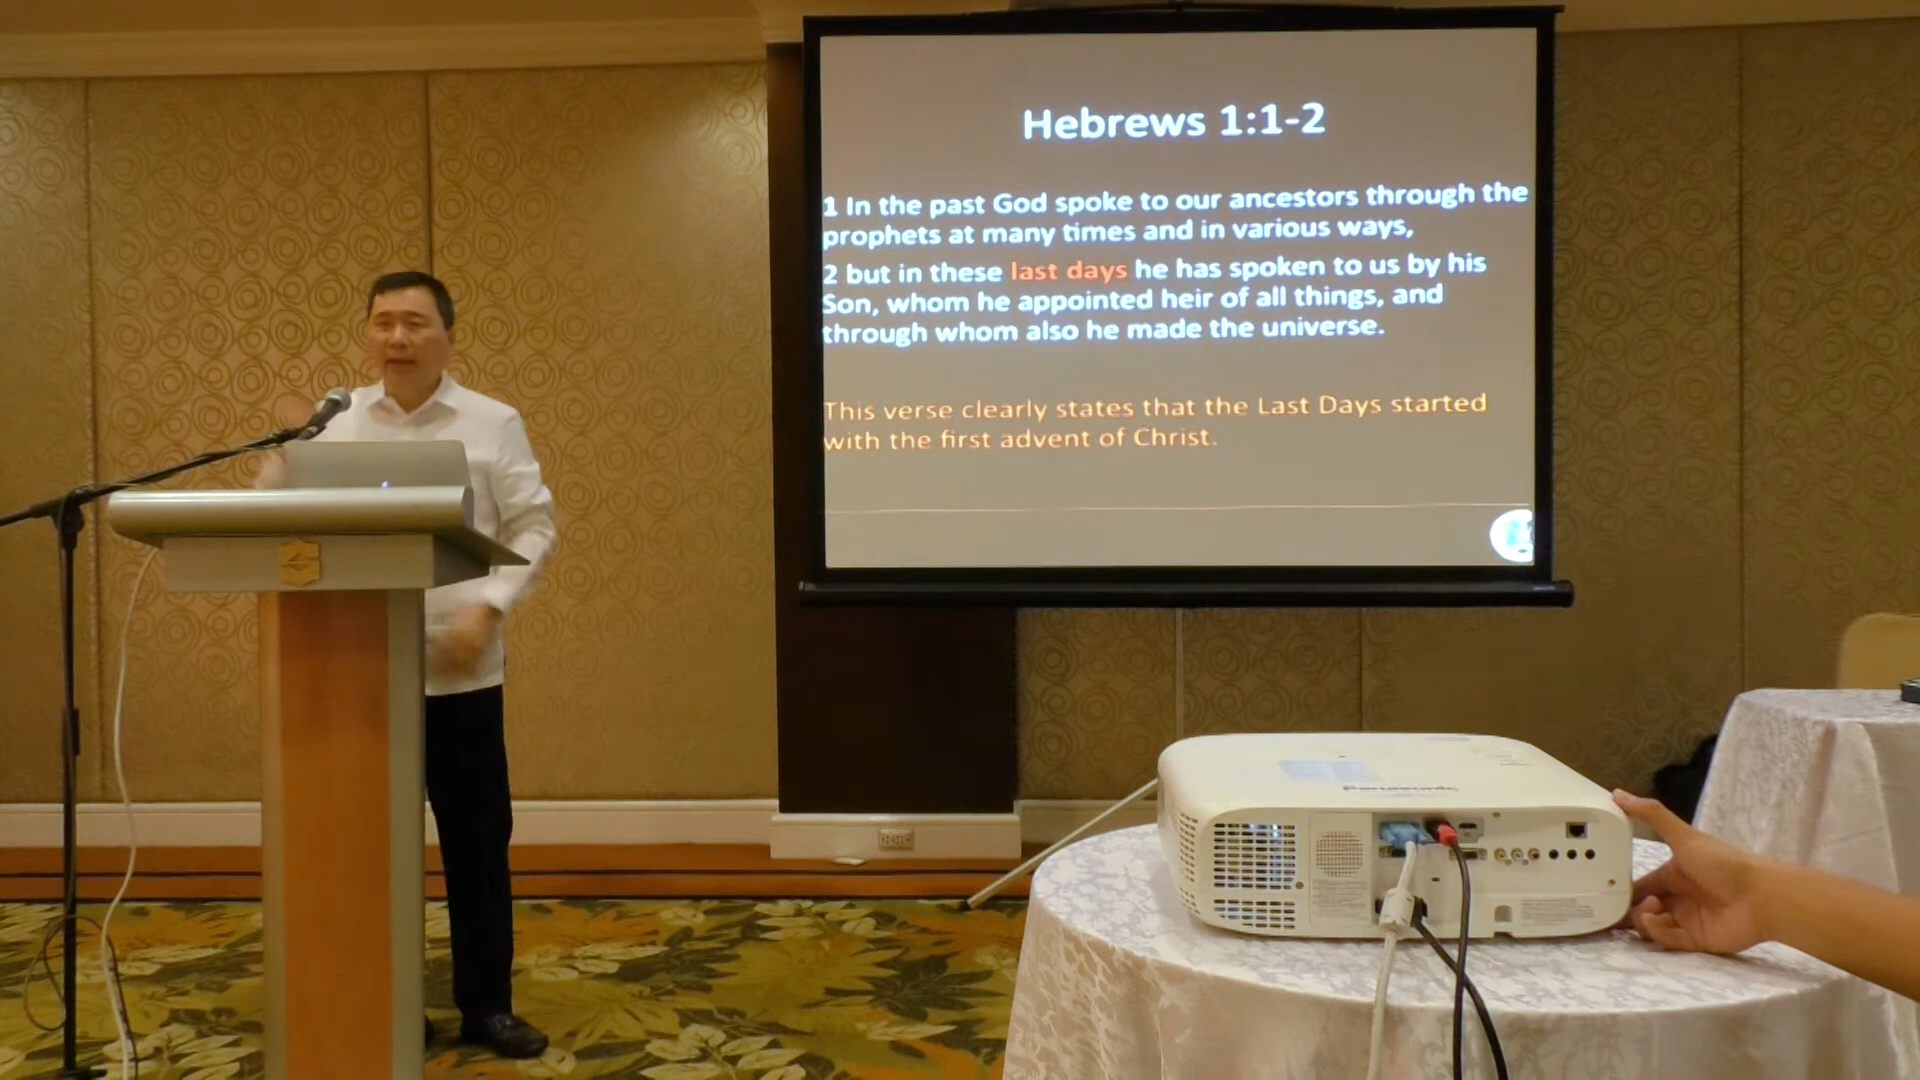 Hebrews 1:1-2
1 In the past God spoke to our ancestors through the
prophets at many times and in various ways,
2 but in these last days he has spoken to us by his
Son, whom he appointed heir of all things, and
through whom also he made the universe.
This verse clearly states that the Last Days started
with the first advent of Christ.
Panasonic